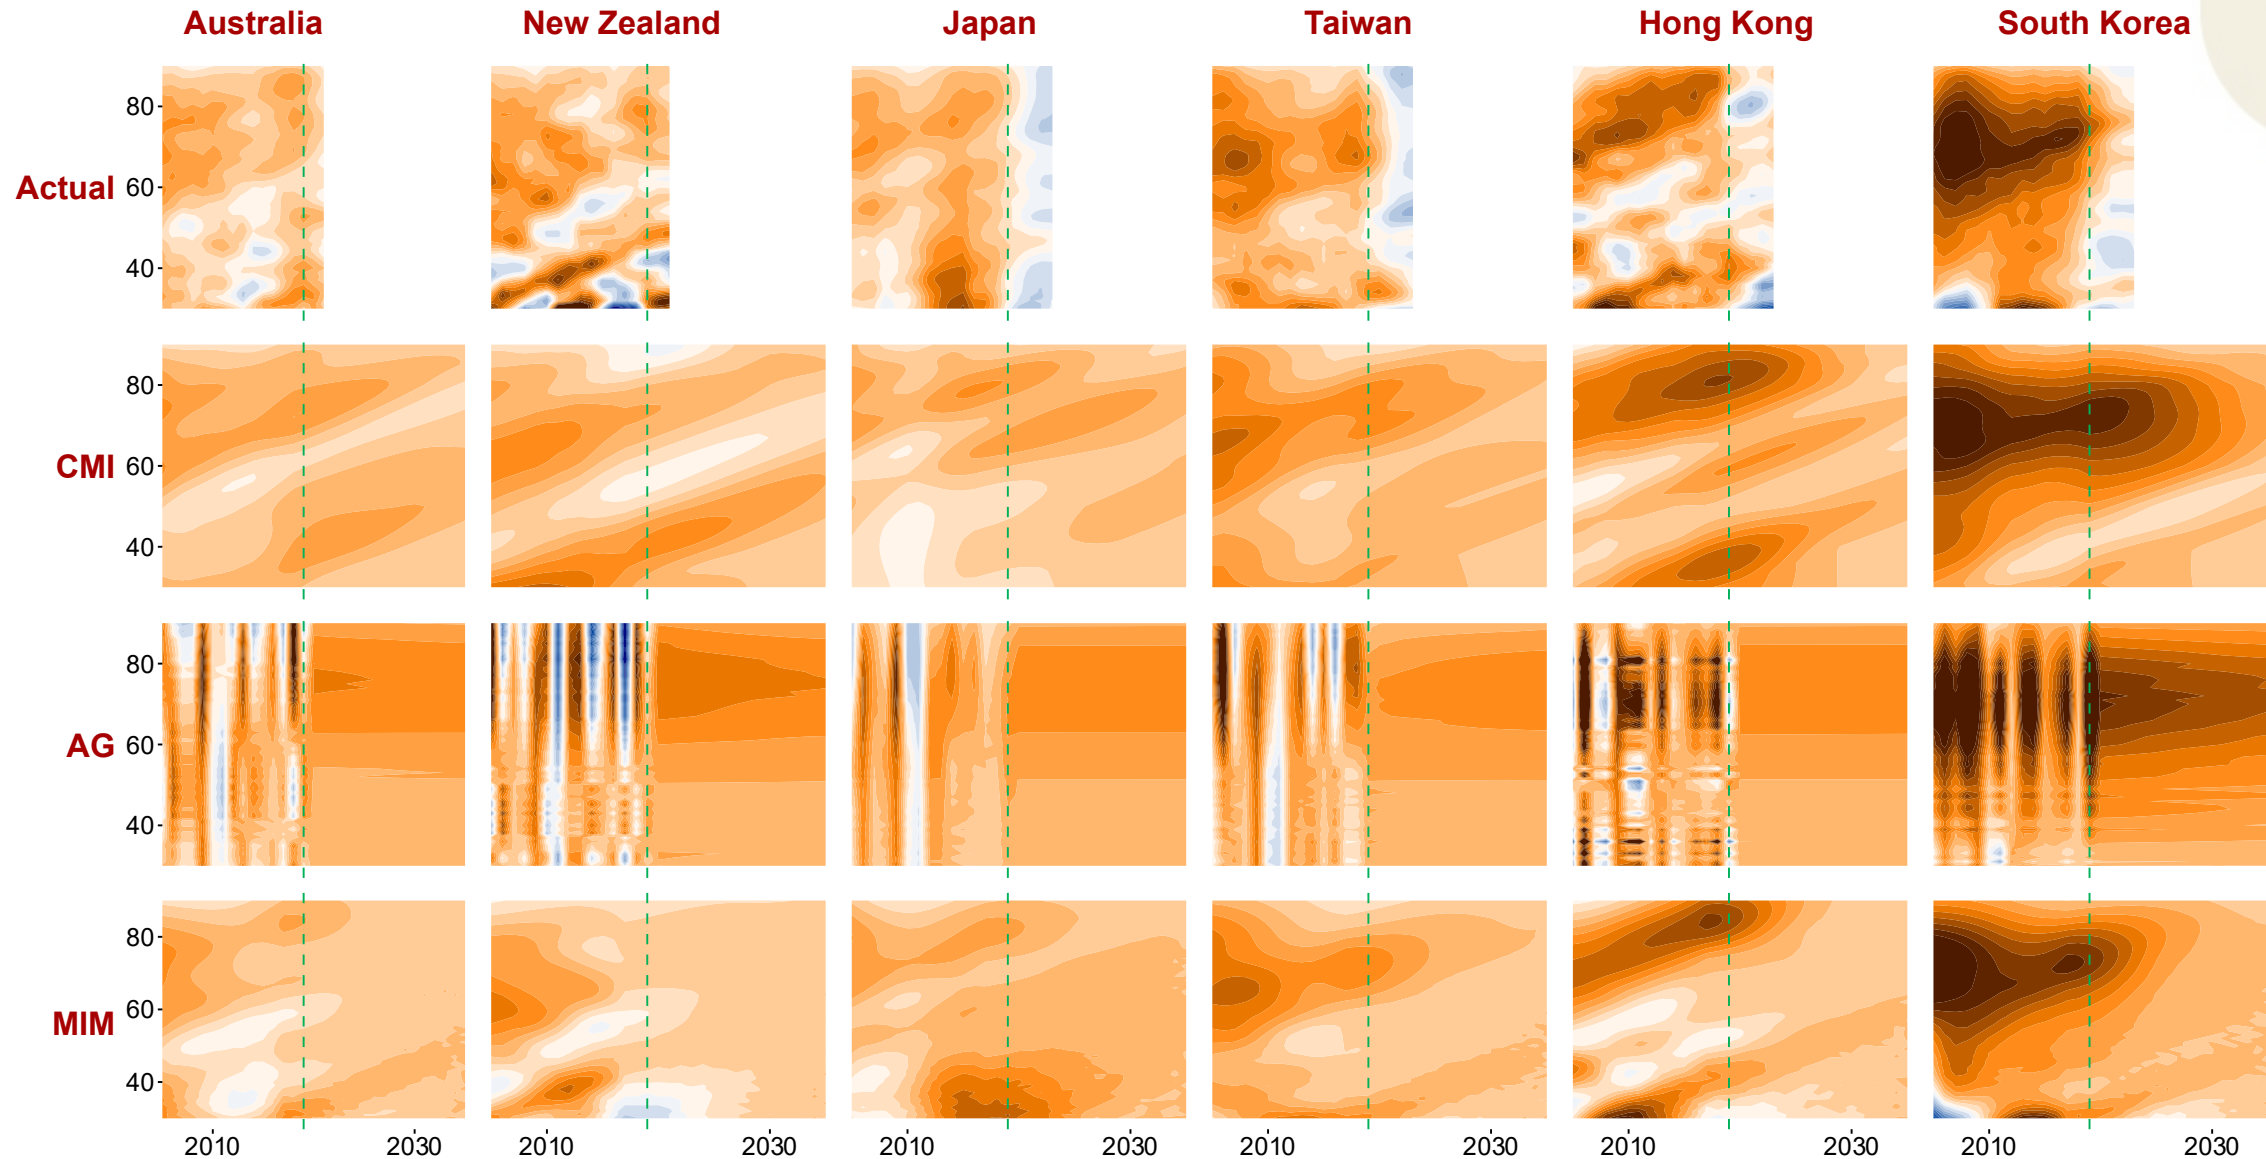 Australia New Zealand Japan Taiwan Hong Kong South Korea
Actual 80 60 40
CMI 80 60 40
AG 80 60 40
MIM 80 60 40
2010 2030 2010 2030 2010 2030 2010 2030 2010 2030 2010 2030